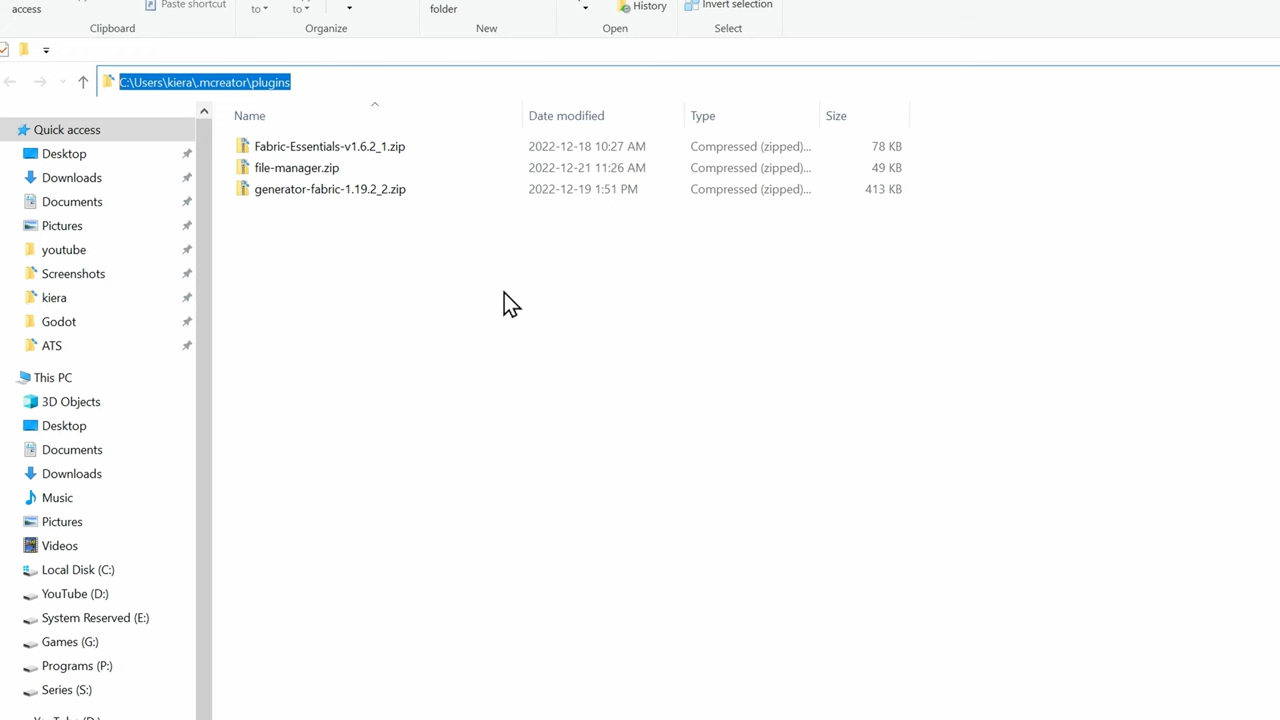 access
Paste shortcut
to
to
folder
History
Invert selection
Clipboard
Organize
New
Open
Select
C:\Users\kiera\.mcreator\plugins
Name
Date modified
Type
Size
Quick access
Desktop
Downloads
Documents
Pictures
youtube
Screenshots
kiera
Godot
ATS
This PC
3D Objects
Desktop
Documents
Downloads
Music
Pictures
Videos
Local Disk (C:)
YouTube (D:)
System Reserved (E:)
Games (G:)
Programs (P:)
Series (S:)
Fabric-Essentials-v1.6.2_1.zip 2022-12-18 10:27 AM Compressed (zipped)... 78 KB
file-manager.zip 2022-12-21 11:26 AM Compressed (zipped)... 49 KB
generator-fabric-1.19.2_2.zip 2022-12-19 1:51 PM Compressed (zipped)... 413 KB